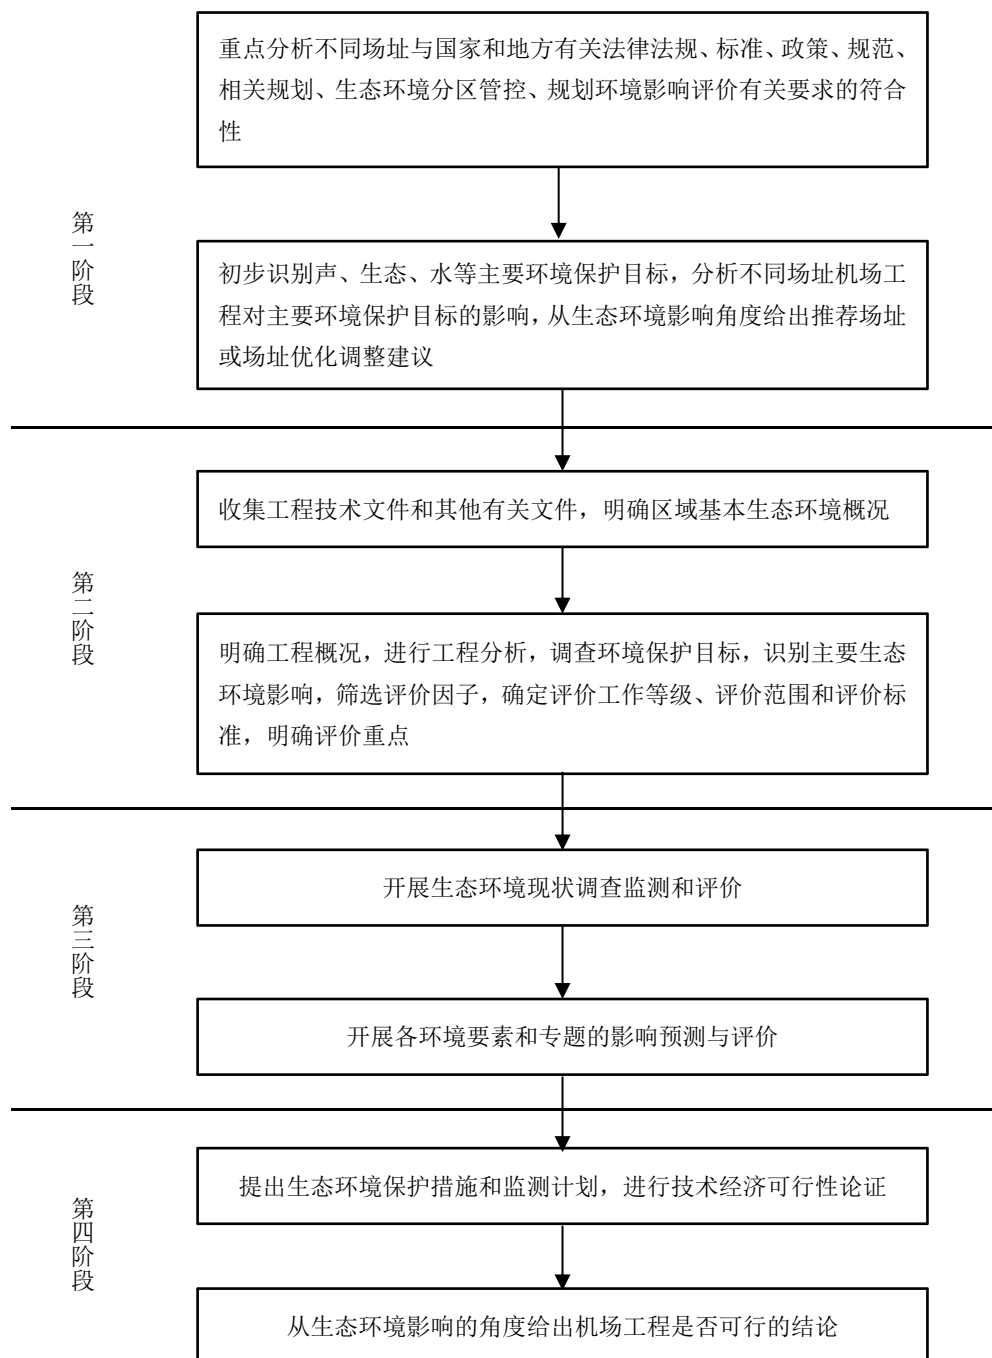 重点分析不同场址与国家和地方有关法律法规、标准、政策、规范、
相关规划、生态环境分区管控、规划环境影响评价有关要求的符合
性
第一阶段
初步识别声、生态、水等主要环境保护目标，分析不同场址机场工
程对主要环境保护目标的影响，从生态环境影响角度给出推荐场址
或场址优化调整建议
收集工程技术文件和其他有关文件，明确区域基本生态环境概况
第二阶段
明确工程概况，进行工程分析，调查环境保护目标，识别主要生态
环境影响，筛选评价因子，确定评价工作等级、评价范围和评价标
准，明确评价重点
开展生态环境现状调查监测和评价
第三阶段
开展各环境要素和专题的影响预测与评价
提出生态环境保护措施和监测计划，进行技术经济可行性论证
第四阶段
从生态环境影响的角度给出机场工程是否可行的结论